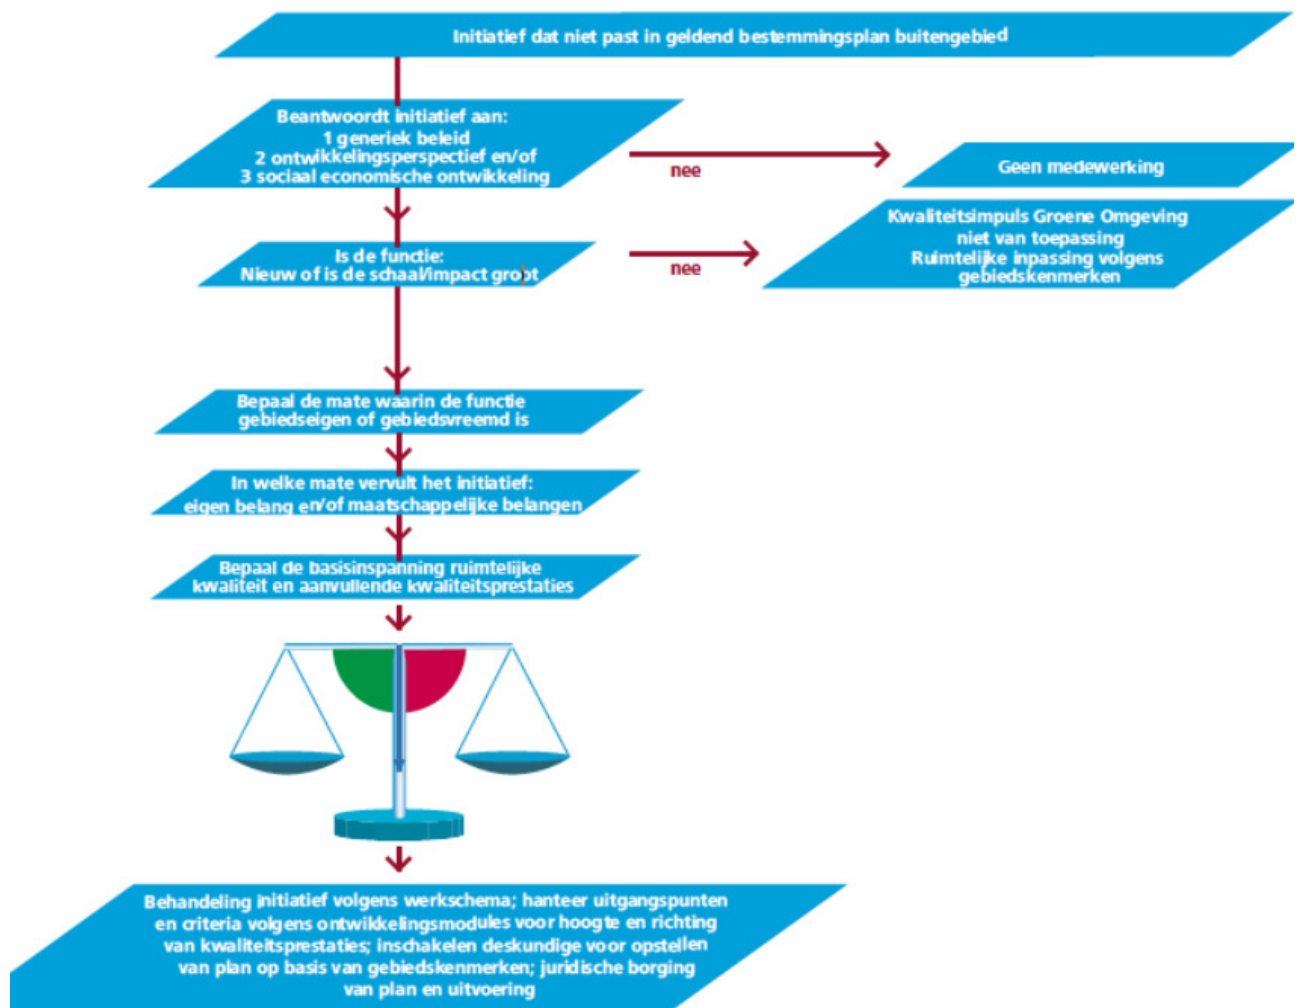 Initiatief dat niet past in geldend bestemmingsplan buitengebied
Beantwoordt initiatief aan:
1 generiek beleid
2 ontwikkelingsperspectief en/of
3 sociaal economische ontwikkeling
nee
Geen medewerking
Is de functie:
Nieuw of is de schaal/impact groot
nee
Kwaliteitsimpuls Groene Omgeving
niet van toepassing
Ruimtelijke inpassing volgens
gebiedskenmerken
Bepaal de mate waarin de functie
gebiedseigen of gebiedsvreemd is
In welke mate vervult het initiatief:
eigen belang en/of maatschappelijke belangen
Bepaal de basisinspanning ruimtelijke
kwaliteit en aanvullende kwaliteitsprestaties
Behandeling initiatief volgens werkschema; hanteer uitgangspunten
en criteria volgens ontwikkelingsmodules voor hoogte en richting
van kwaliteitsprestaties; inschakelen deskundige voor opstellen
van plan op basis van gebiedskenmerken; juridische borging
van plan en uitvoering